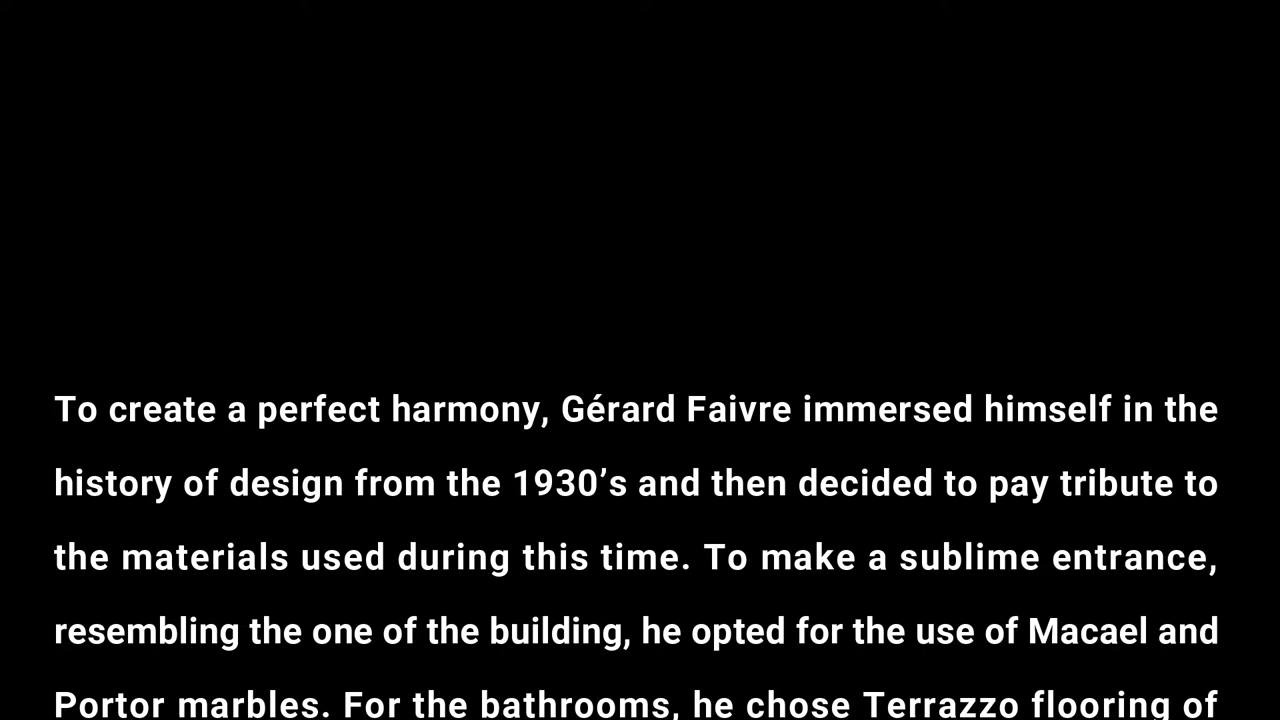 To create a perfect harmony, Gérard Faivre immersed himself in the
history of design from the 1930’s and then decided to pay tribute to
the materials used during this time. To make a sublime entrance,
resembling the one of the building, he opted for the use of Macael and
Portor marbles. For the bathrooms, he chose Terrazzo flooring of